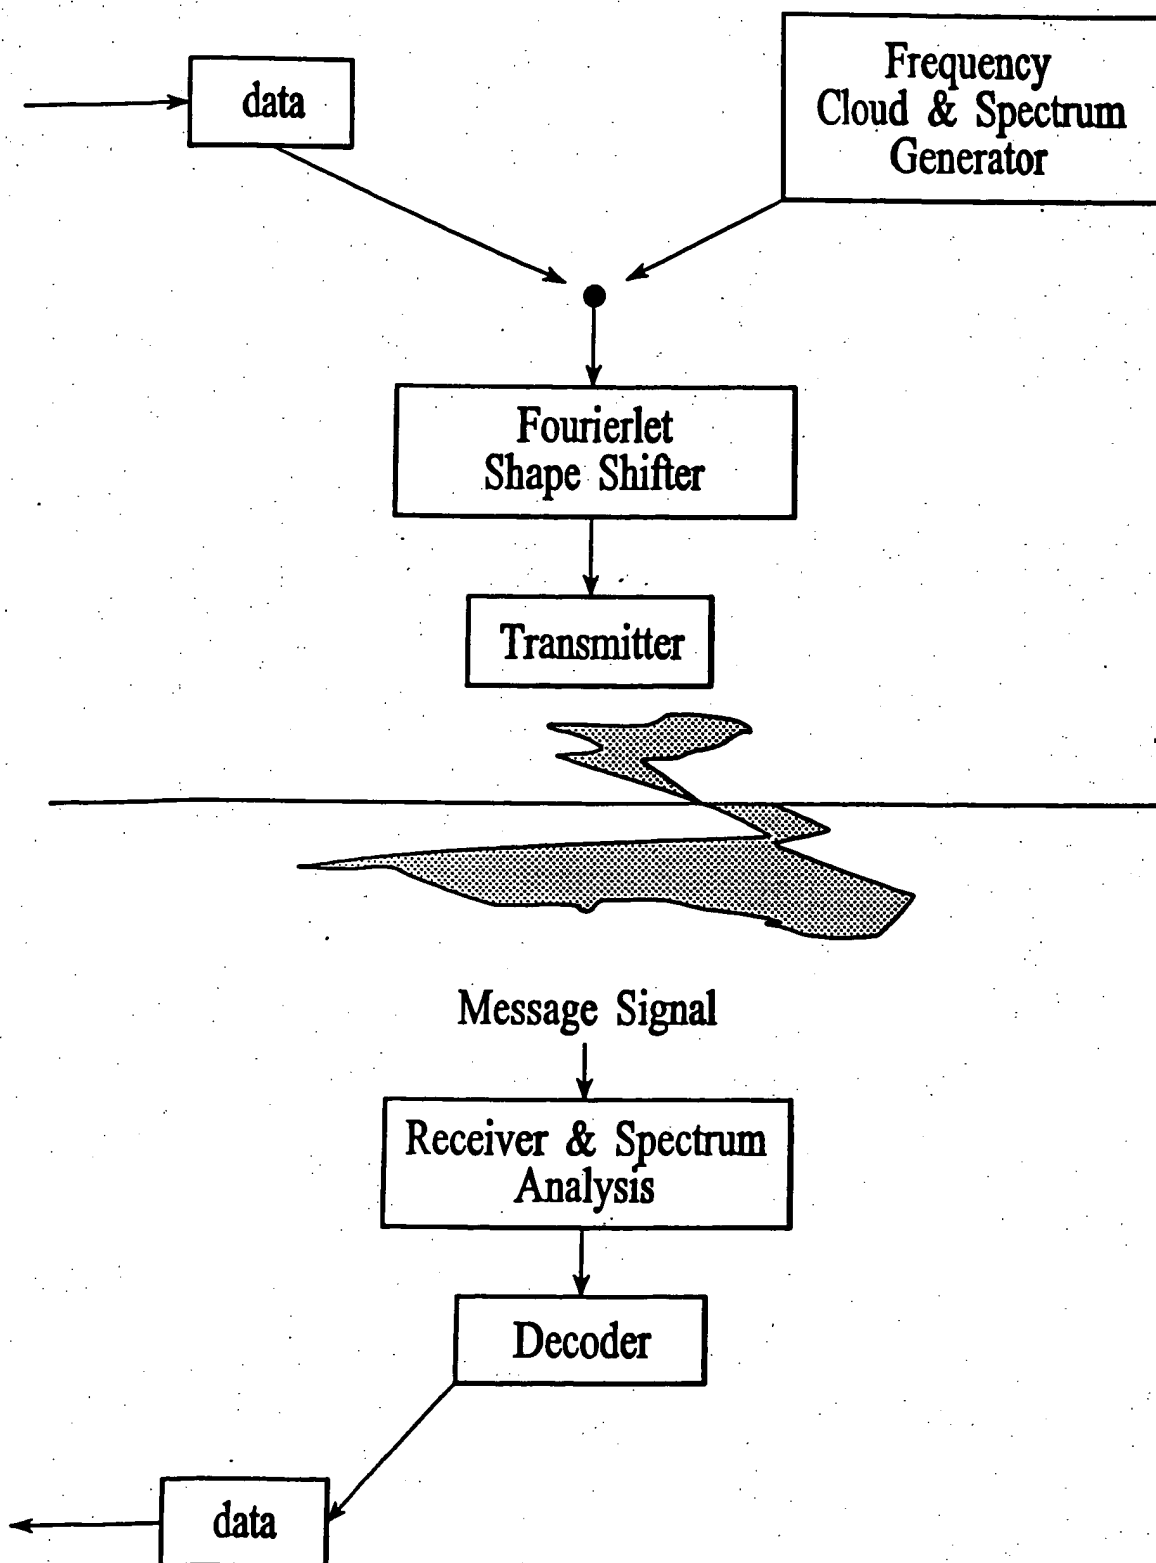 data
Frequency
Cloud & Spectrum
Generator
Fourierlet
Shape Shifter
Transmitter
Message Signal
Receiver & Spectrum
Analysis
Decoder
data